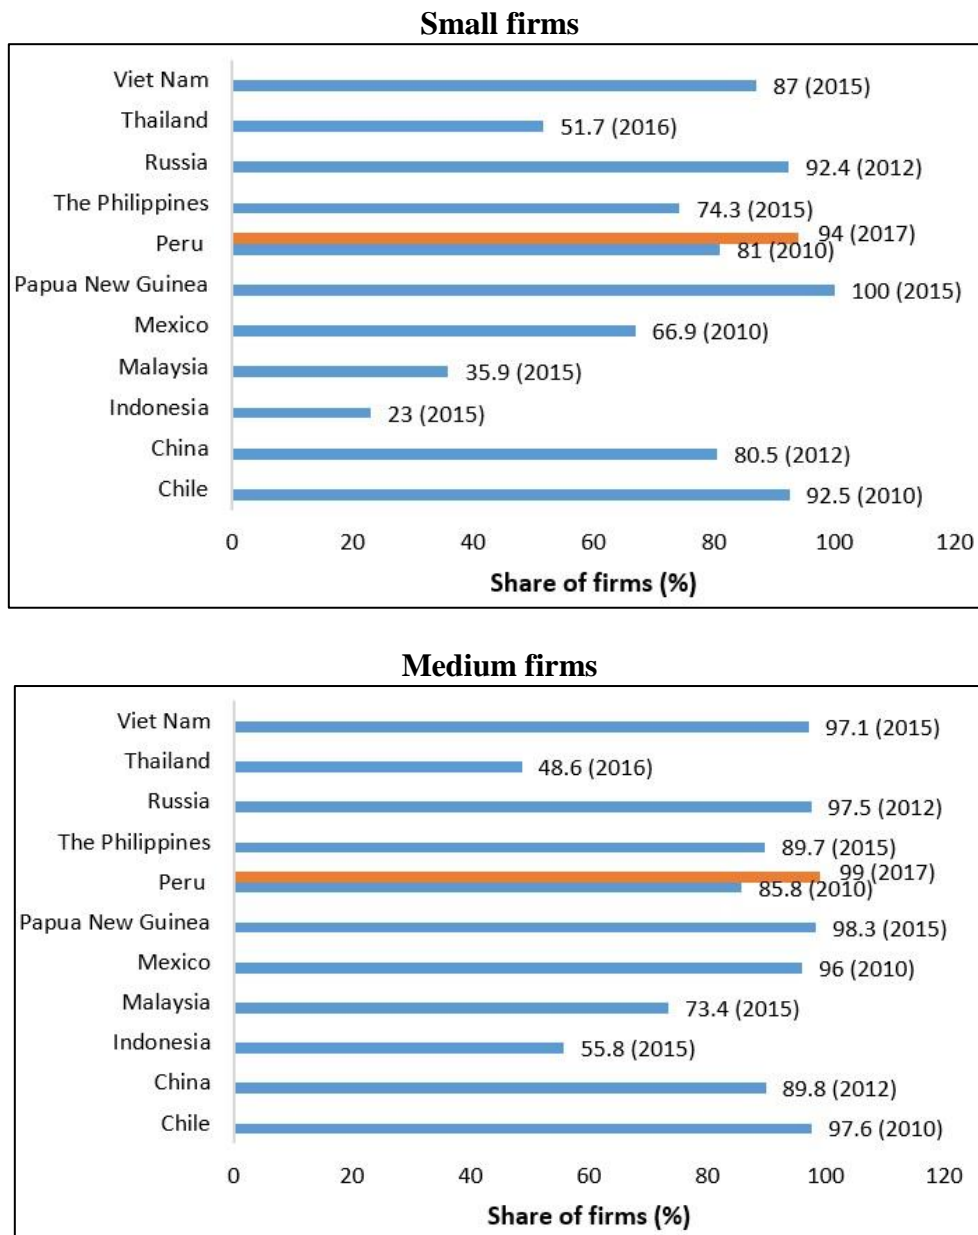 Small firms
Viet Nam 87 (2015)
Thailand 51.7 (2016)
Russia 92.4 (2012)
The Philippines 74.3 (2015)
94 (2017)
Peru 81 (2010)
Papua New Guinea 100 (2015)
Mexico 66.9 (2010)
Malaysia 35.9 (2015)
Indonesia 23 (2015)
China 80.5 (2012)
Chile 92.5 (2010)
0 20 40 60 80 100 120
Share of firms (%)
Medium firms
Viet Nam 97.1 (2015)
Thailand 48.6 (2016)
Russia 97.5 (2012)
The Philippines 89.7 (2015)
99 (2017)
Peru 85.8 (2010)
Papua New Guinea 98.3 (2015)
Mexico 96 (2010)
Malaysia 73.4 (2015)
Indonesia 55.8 (2015)
China 89.8 (2012)
Chile 97.6 (2010)
0 20 40 60 80 100 120
Share of firms (%)